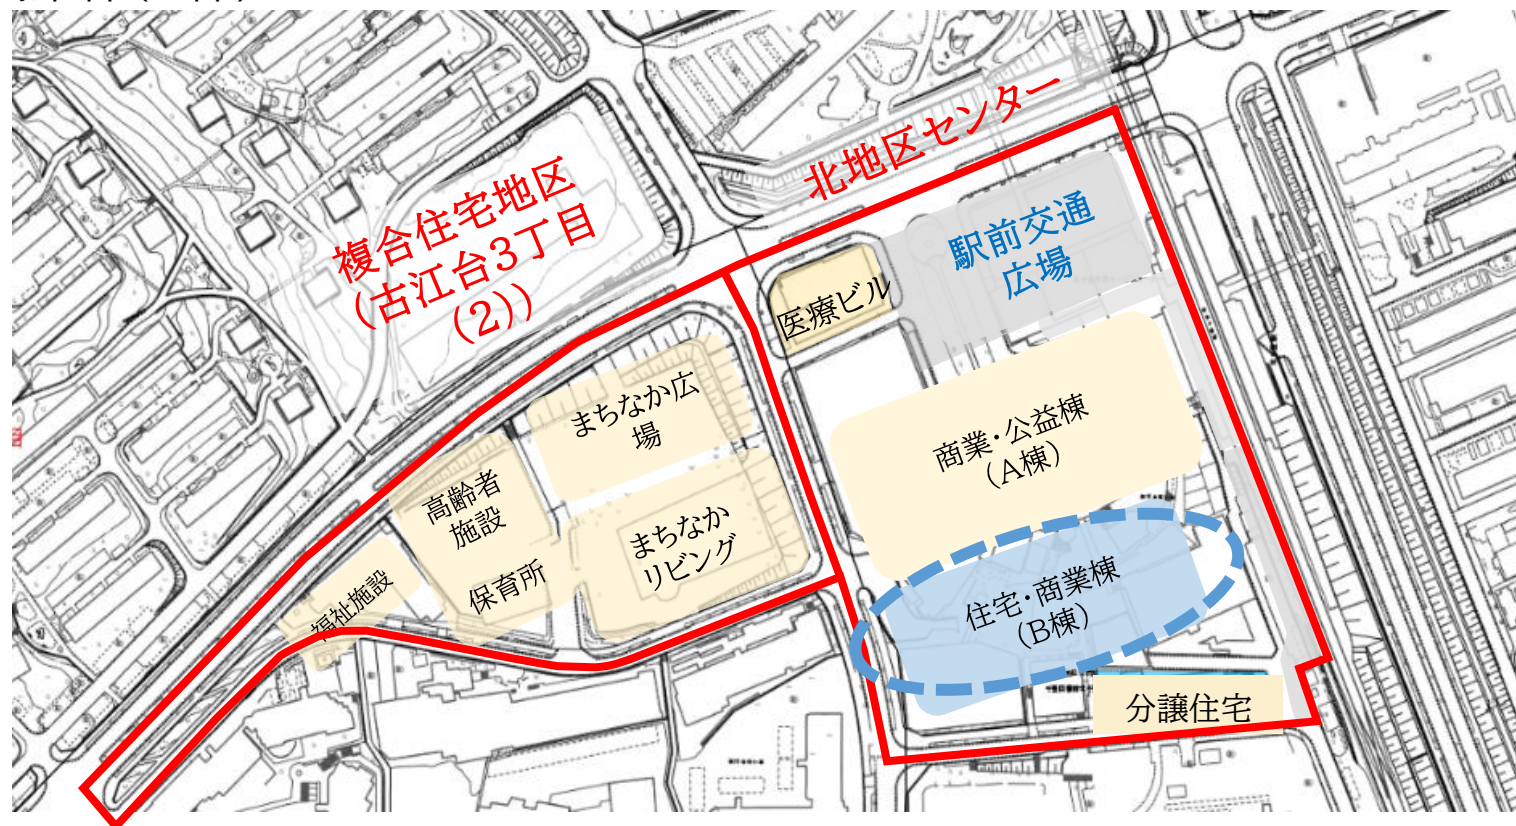 北地区センター
複合住宅地区
(古江台3丁目
(2))
駅前交通
広場
医療ビル
まちなか広
場
商業・公益棟
(A棟)
高齢者
施設
まちなか
リビング
保育所
福祉施設
住宅・商業棟
(B棟)
分譲住宅